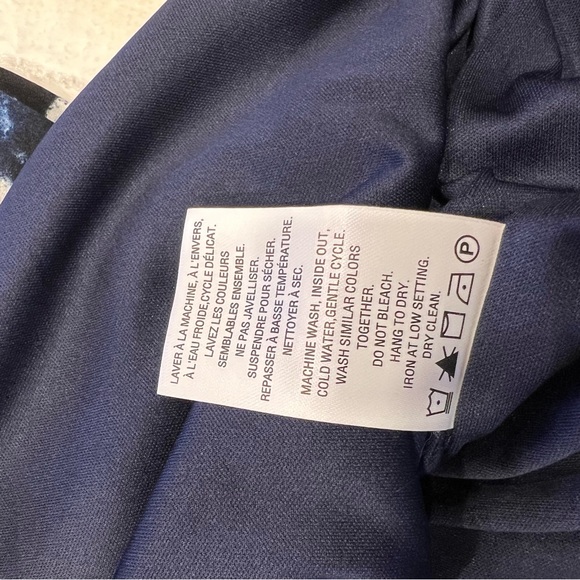 LAVER À LA MACHINE, À L'ENVERS,
À L'EAU FROIDE,CYCLE DÉLICAT.
LAVEZ LES COULEURS
SEMBLABLES ENSEMBLE.
NE PAS JAVELLISER.
SUSPENDRE POUR SÉCHER.
REPASSER À BASSE TEMPÉRATURE.
NETTOYER À SEC.
MACHINE WASH, INSIDE OUT,
COLD WATER,GENTLE CYCLE.
WASH SIMILAR COLORS
TOGETHER.
DO NOT BLEACH.
HANG TO DRY.
IRON AT LOW SETTING.
DRY CLEAN.
P